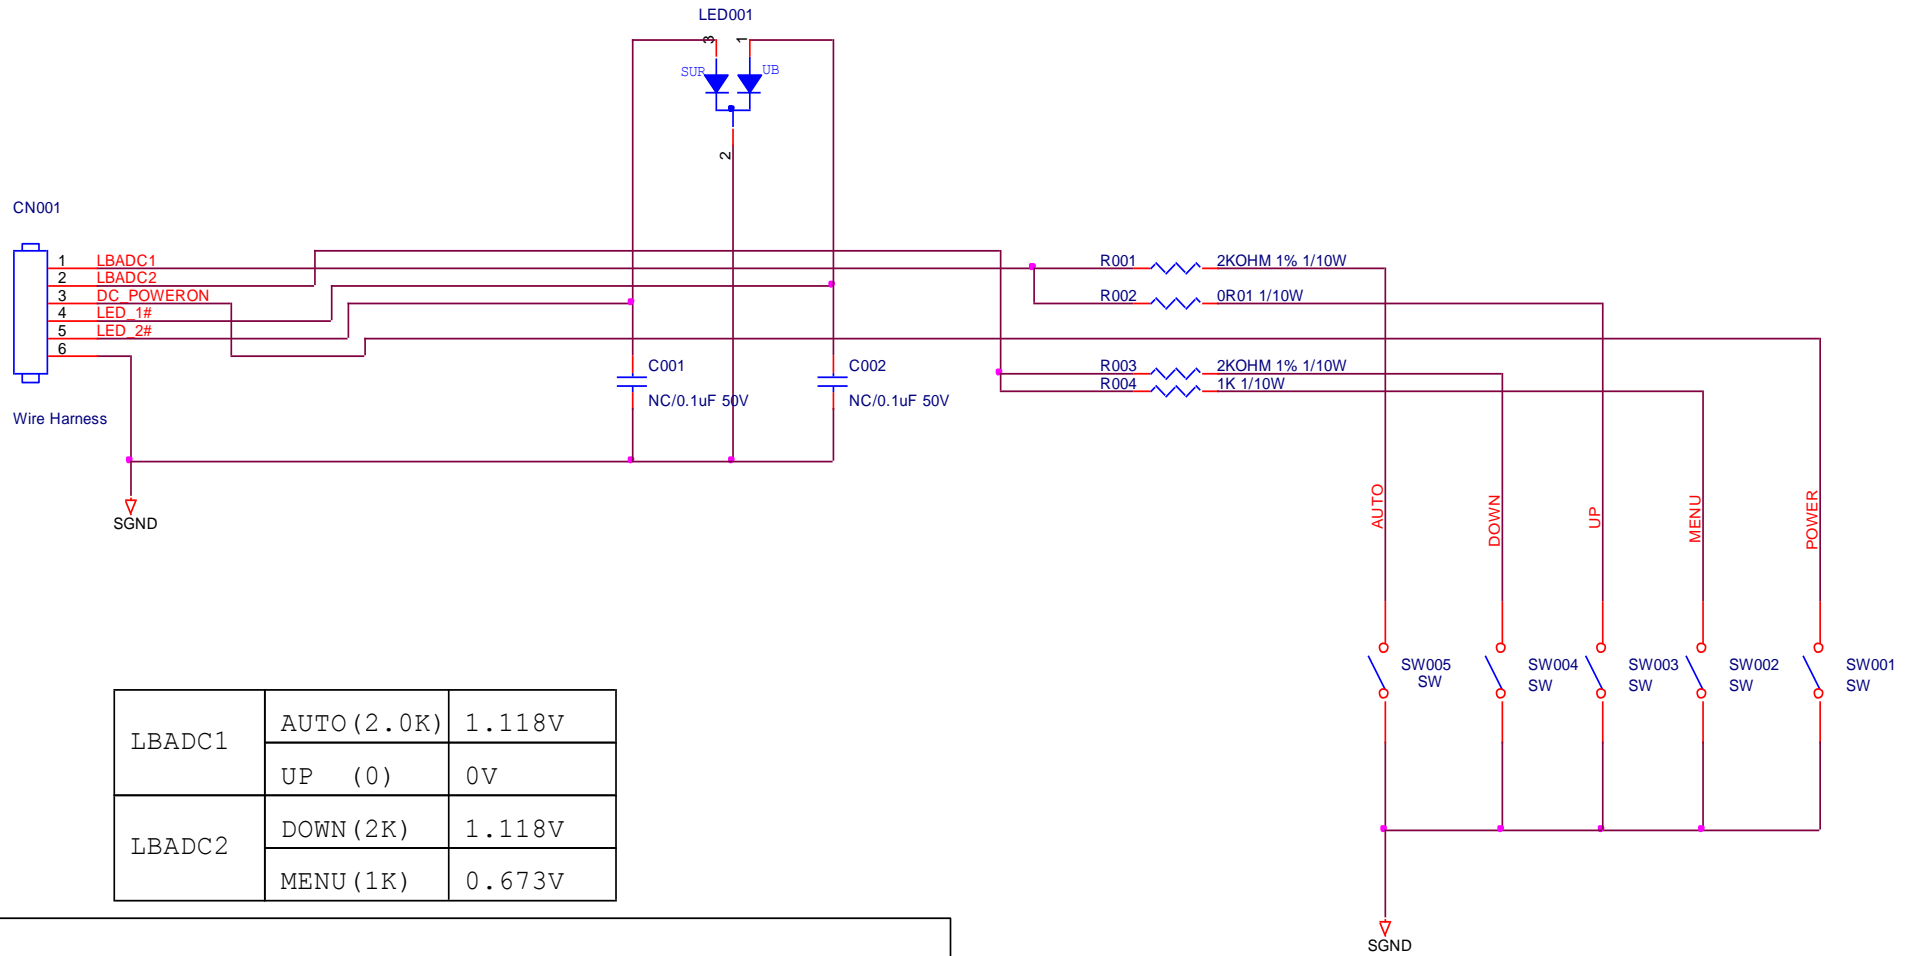 LED001
3
1
SUR
UB
2
CN001
1
LBADC1
2
LBADC2
3
DC_POWERON
4
LED_1#
5
LED_2#
6
Wire Harness
SGND
R001
2KOHM 1% 1/10W
R002
0R01 1/10W
R003
2KOHM 1% 1/10W
R004
1K 1/10W
C001
NC/0.1uF 50V
C002
NC/0.1uF 50V
AUTO
DOWN
UP
MENU
POWER
SW005
SW
SW004
SW
SW003
SW
SW002
SW
SW001
SW
SGND
LBADC1
AUTO(2.0K) 1.118V
UP (0) 0V
LBADC2
DOWN(2K) 1.118V
MENU(1K) 0.673V